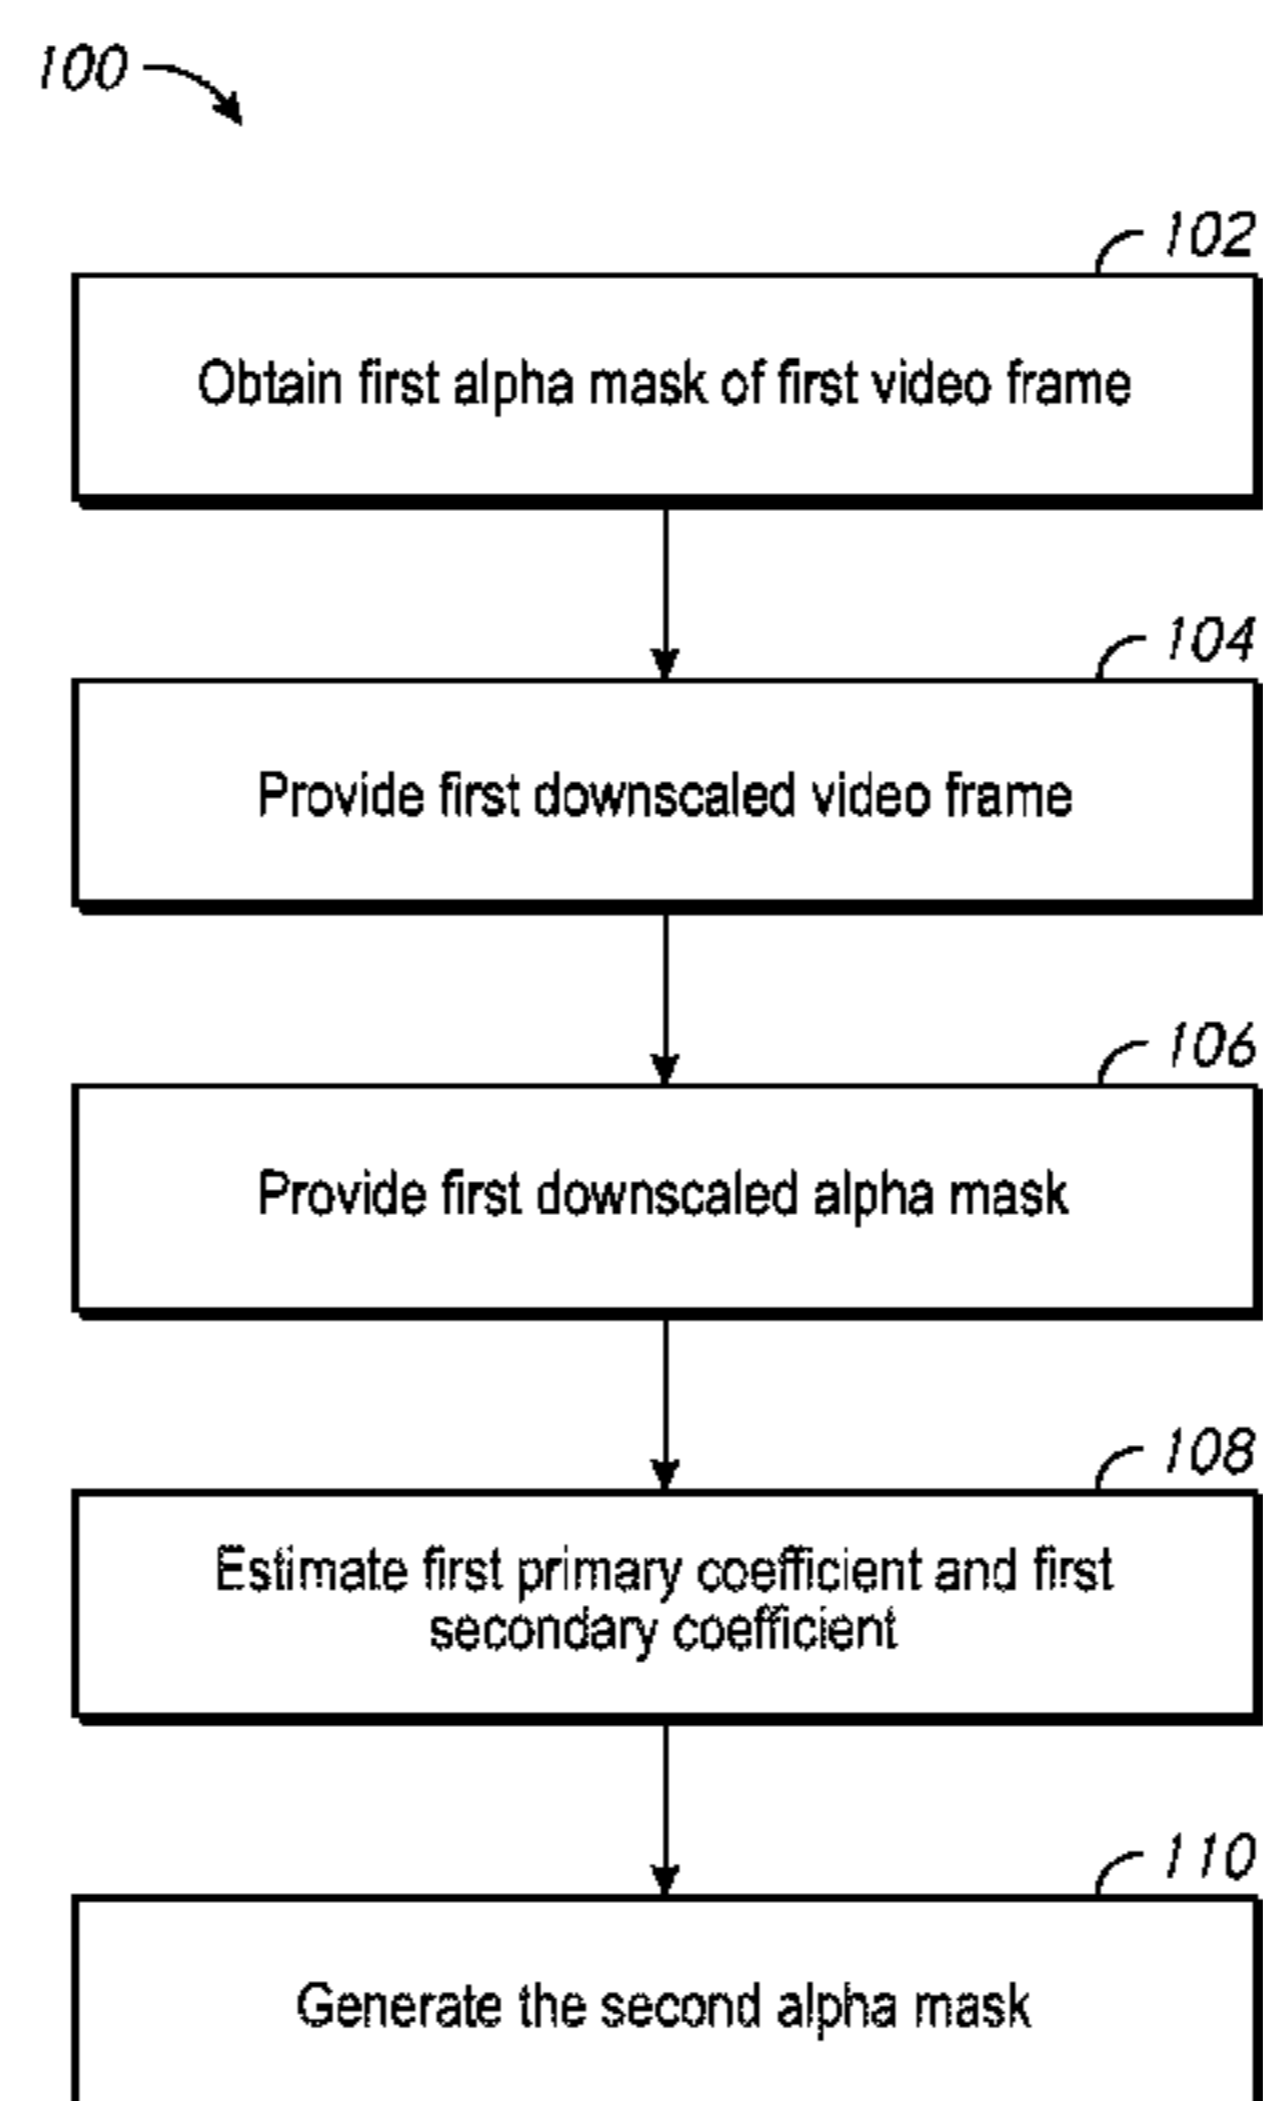 100
102
Obtain first alpha mask of first video frame
104
Provide first downscaled video frame
106
Provide first downscaled alpha mask
108
Estimate first primary coefficient and first
secondary coefficient
110
Generate the second alpha mask